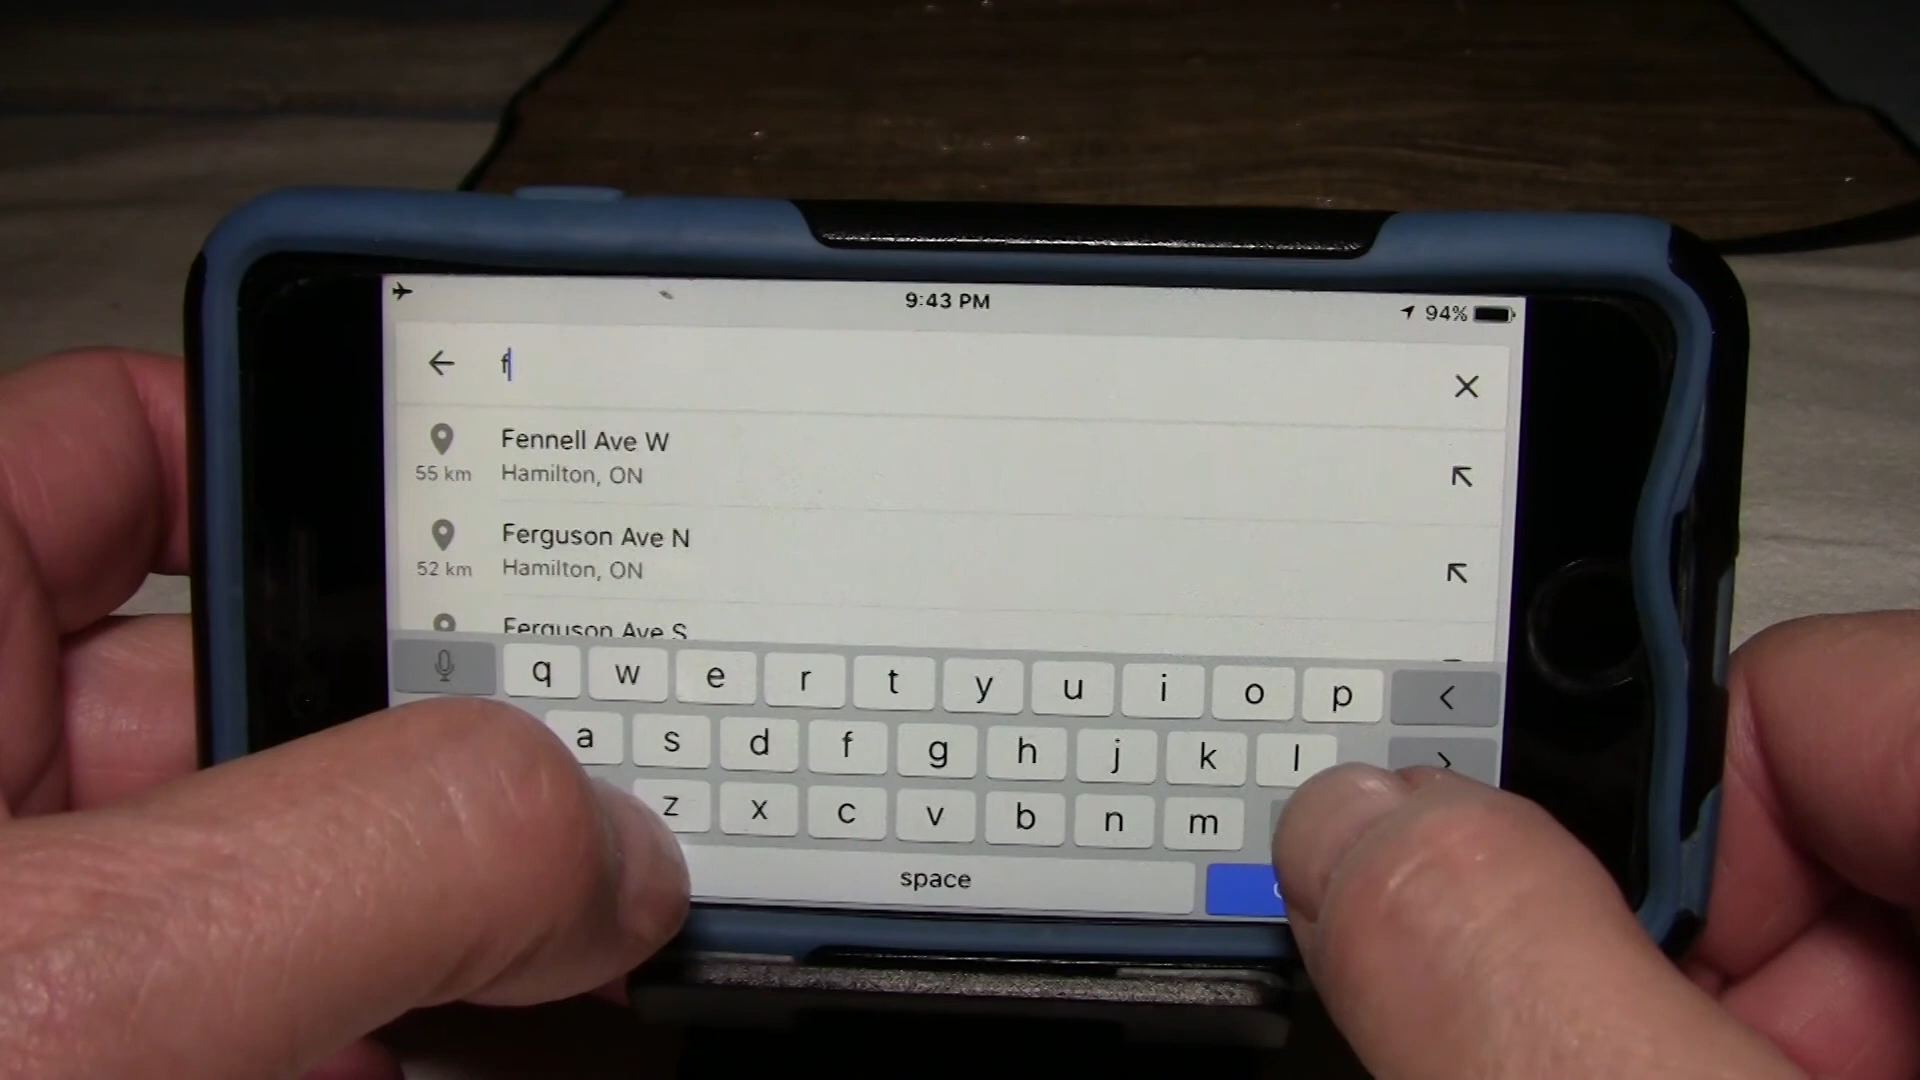 9:43 PM
94%
f
Fennell Ave W
55 km
Hamilton, ON
Ferguson Ave N
52 km
Hamilton, ON
Ferguson Ave S
q w e r t y u i o p
a s d f g h j k l
z x c v b n m
space